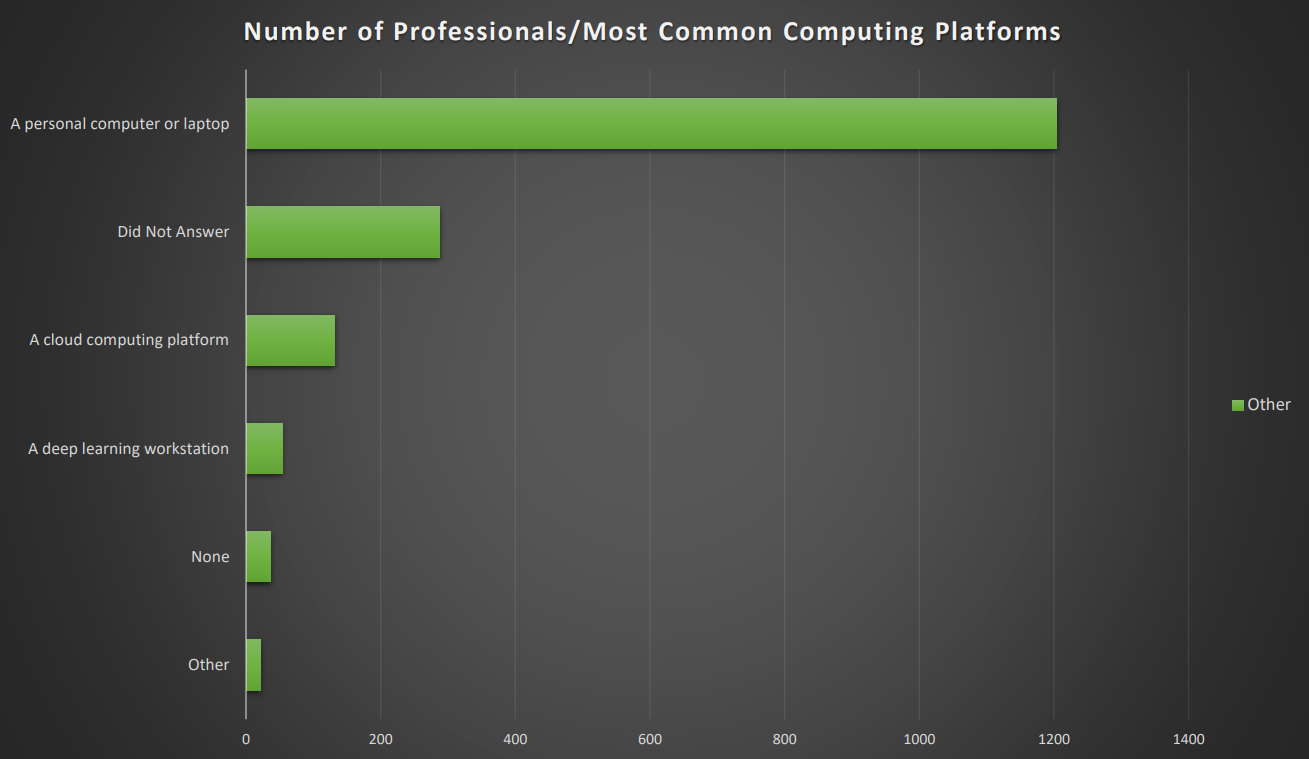 Number of Professionals/Most Common Computing Platforms
A personal computer or laptop
Did Not Answer
A cloud computing platform
Other
A deep learning workstation
None
Other
0 200 400 600 800 1000 1200 1400